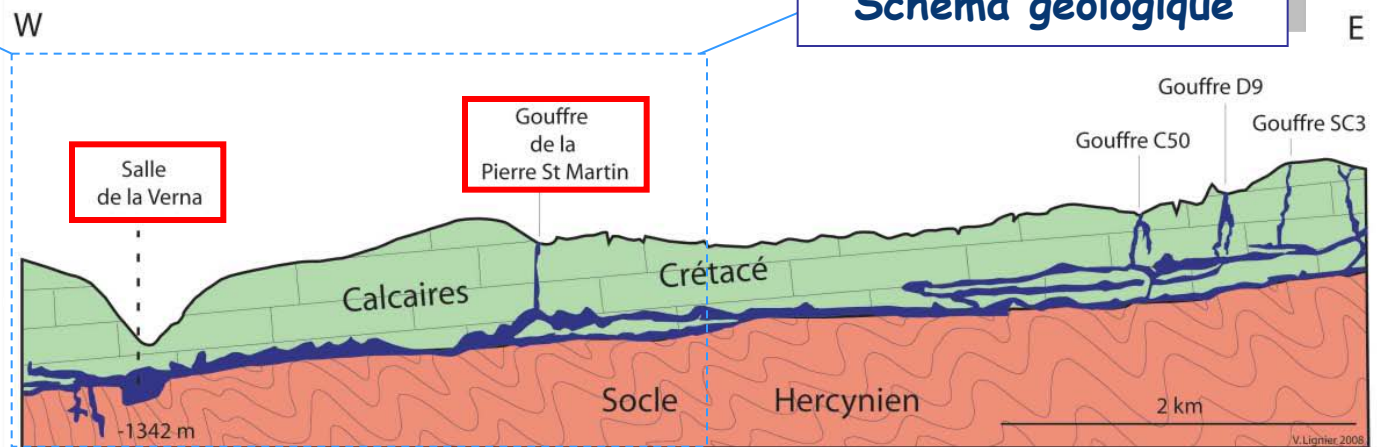 Schéma géologique
W
E
Gouffre D9
Gouffre
de la
Pierre St Martin
Gouffre SC3
Gouffre C50
Salle
de la Verna
Crétacé
Calcaires
Socle Hercynien
2 km
-1342 m
V.Lignier 2008